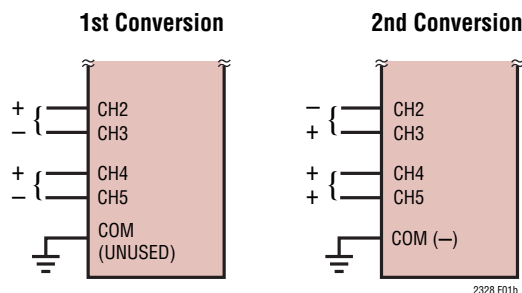 1st Conversion
2nd Conversion
+ { CH2
– CH3
+ { CH4
– CH5
COM
(UNUSED)
– { CH2
+ CH3
+ { CH4
+ CH5
COM (–)
2328 F01b